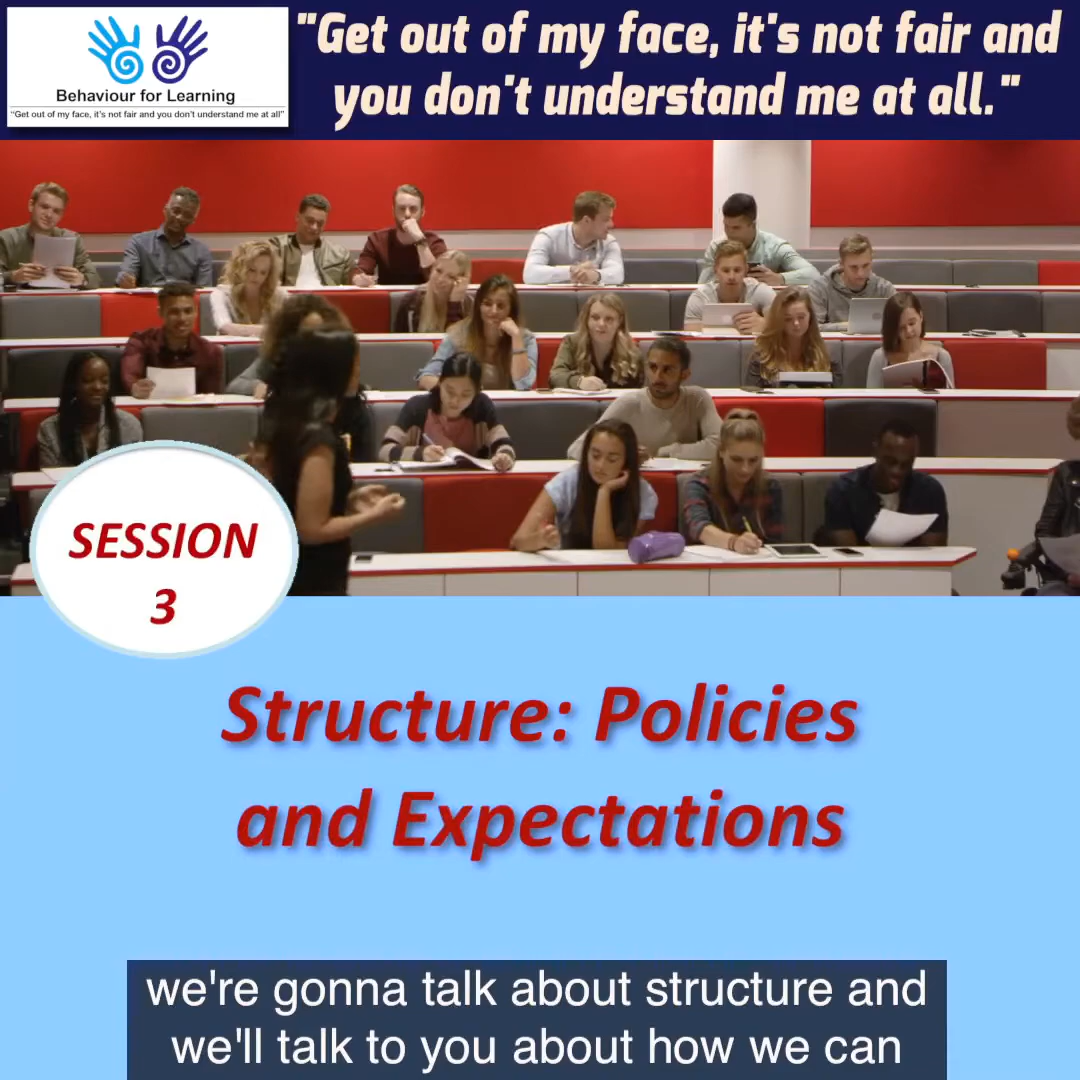 Behaviour for Learning
"Get out of my face, it's not fair and you don't understand me at all"
"Get out of my face, it's not fair and
you don't understand me at all."
SESSION
3
Structure: Policies
and Expectations
we're gonna talk about structure and
we'll talk to you about how we can